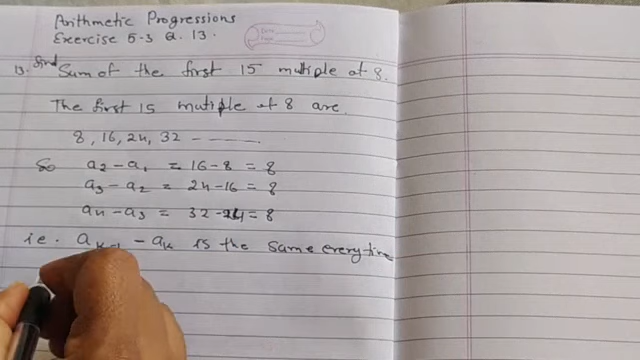 Arithmetic Progressions
Exercise 5.3 Q. 13.
13. find Sum of the first 15 multiple of 8.
The first 15 multiple of 8 are.
8, 16, 24, 32 - - - - -
So a2 - a1 = 16 - 8 = 8
a3 - a2 = 24 - 16 = 8
a4 - a3 = 32 - 24 = 8
ie. - ak is the same everytime